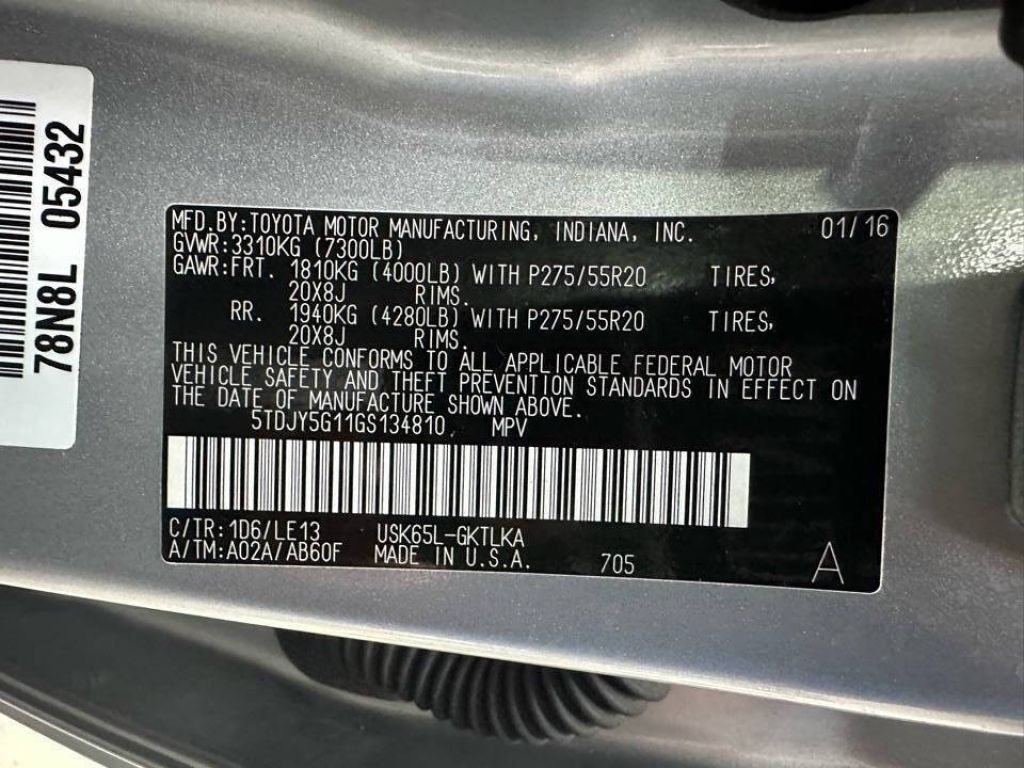 78N8L 05432
MFD.BY:TOYOTA MOTOR MANUFACTURING, INDIANA, INC. 01/16
GVWR:3310KG (7300LB)
GAWR:FRT. 1810KG (4000LB) WITH P275/55R20 TIRES,
20X8J RIMS.
RR. 1940KG (4280LB) WITH P275/55R20 TIRES,
20X8J RIMS.
THIS VEHICLE CONFORMS TO ALL APPLICABLE FEDERAL MOTOR
VEHICLE SAFETY AND THEFT PREVENTION STANDARDS IN EFFECT ON
THE DATE OF MANUFACTURE SHOWN ABOVE.
5TDJY5G11GS134810, MPV
C/TR:1D6/LE13 USK65L-GKTLKA
A/TM:A02A/AB60F MADE IN U.S.A. 705 A